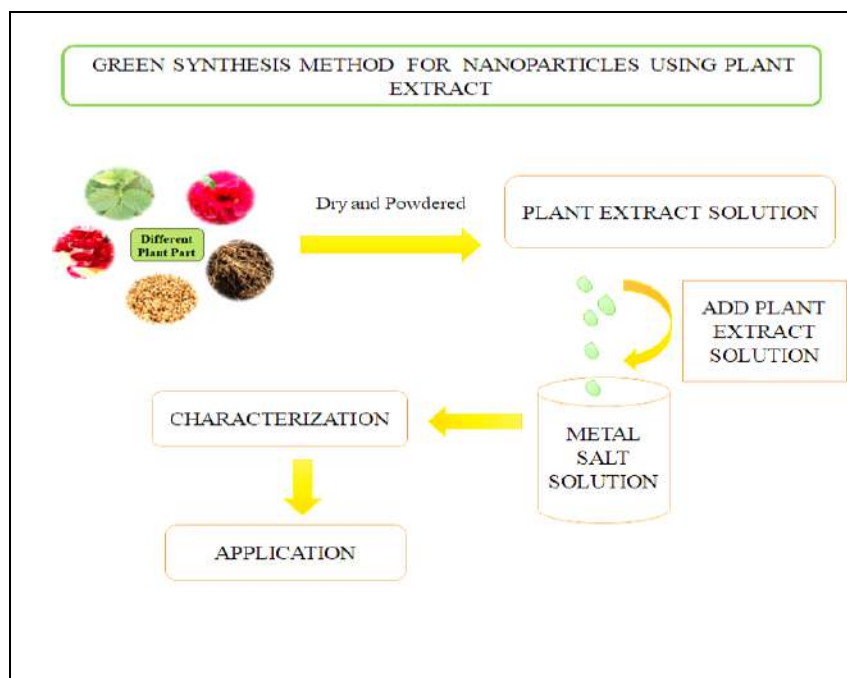 GREEN SYNTHESIS METHOD FOR NANOPARTICLES USING PLANT
EXTRACT
Different
Plant Part
Dry and Powdered
PLANT EXTRACT SOLUTION
ADD PLANT
EXTRACT
SOLUTION
METAL
SALT
SOLUTION
CHARACTERIZATION
APPLICATION